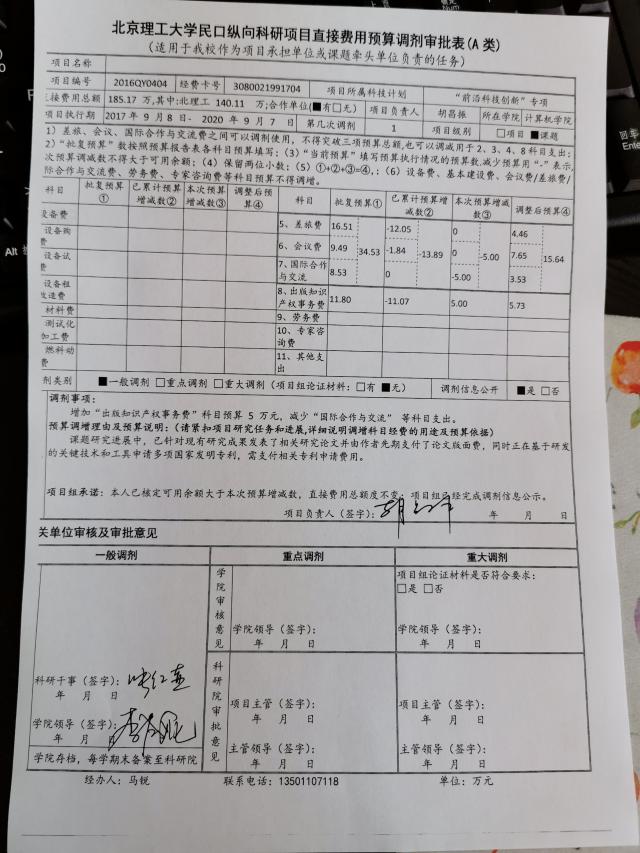 北京理工大学民口纵向科研项目直接费用预算调剂审批表(A 类)
(适用于我校作为项目承担单位或课题牵头单位负责的任务)
项目名称
项目编号 2016QY0404 经费卡号 3080021991704 项目所属科技计划 “前沿科技创新”专项
接费用总额 185.17 万,其中:北理工 140.11 万;合作单位(■有□无) 项目负责人 胡昌振 所在学院 计算机学院
项目执行期 2017 年 9 月 8 日- 2020 年 9 月 7 日 第几次调剂 1 项目级别 □项目 ■课题
1）差旅、会议、国际合作与交流费之间可以调剂使用，不得突破三项预算总额,也可以调减用于 2、3、4、8 科目支出;
2)“批复预算”数按照预算报告表各科目预算填写;（3)“当前预算”填写预算执行情况的预算数,减少预算用“-”表示,
次预算调减数不得大于可用余额;（4）保留两位小数;（5）①+②+③=④,;（6）设备费、基本建设费、会议费/差旅费/
际合作与交流费、劳务费、专家咨询费等科目预算不得调增。
科目 批复预算① 已累计预算增减数② 本次预算增减数③ 调整后预算④ 科目 批复预算① 已累计预算增减数② 本次预算增减数③ 调整后预算④
设备费 5、差旅费 16.51 -12.05 0 4.46
设备购费 6、会议费 9.49 34.53 -1.84 -13.89 0 -5.00 7.65 15.64
设备试费 7、国际合作与交流 8.53 0 -5.00 3.53
设备租改造费 8、出版知识产权事务费 11.80 -11.07 5.00 5.73
材料费 9、劳务费
测试化加工费 10、专家咨询费
燃料动费 11、其他支出
剂类别 ■一般调剂 □重点调剂 □重大调剂（项目组论证材料: □有 ■无） 调剂信息公开 ■是 □否
调剂事项:
增加“出版知识产权事务费”科目预算 5 万元，减少“国际合作与交流” 等科目支出。
预算调增理由及预算说明:（请紧扣项目研究任务和进展,详细说明调增科目经费的用途及预算依据）
课题研究进展中，已针对现有研究成果发表了相关研究论文并由作者先期支付了论文版面费，同时正在基于研发
的关键技术和工具申请多项国家发明专利，需支付相关专利申请费用。
项目组承诺: 本人已核定可用余额大于本次预算增减数，直接费用总额度不变；项目组已经完成调剂信息公示。
项目负责人（签字）: 年 月 日
关单位审核及审批意见
一般调剂 重点调剂 重大调剂
学院审核意见
项目组论证材料是否符合要求:
□是 □否
学院领导（签字）: 学院领导（签字）:
年 月 日 年 月 日
科研干事（签字）:
年 月 日
学院领导（签字）:
年 月 日
科研院审批意见
项目主管（签字）: 项目主管（签字）:
年 月 日 年 月 日
主管领导（签字）: 主管领导（签字）:
年 月 日 年 月 日
学院存档，每学期末备案至科研院
经办人: 马锐 联系电话: 13501107118 单位: 万元
Alt